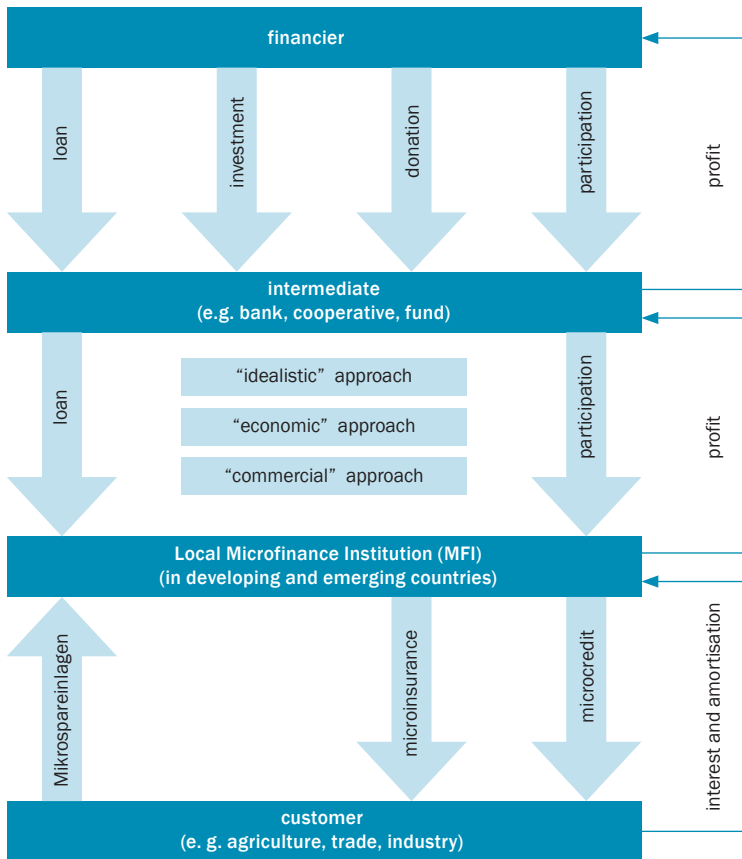 financier
loan
investment
donation
participation
profit
intermediate
(e.g. bank, cooperative, fund)
loan
“idealistic” approach
“economic” approach
“commercial” approach
participation
profit
Local Microfinance Institution (MFI)
(in developing and emerging countries)
Mikrospareinlagen
microinsurance
microcredit
interest and amortisation
customer
(e. g. agriculture, trade, industry)